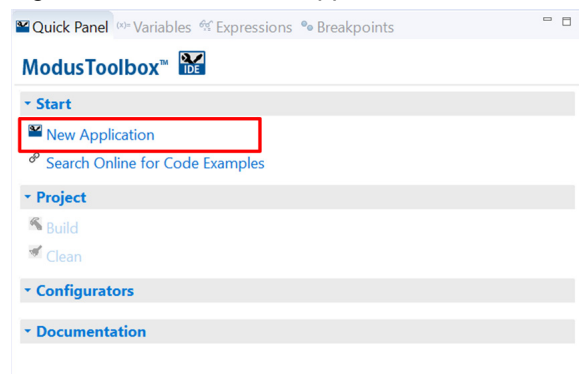 Quick Panel (x)= Variables Expressions Breakpoints
ModusToolbox™ IDE
Start
New Application
Search Online for Code Examples
Project
Build
Clean
Configurators
Documentation